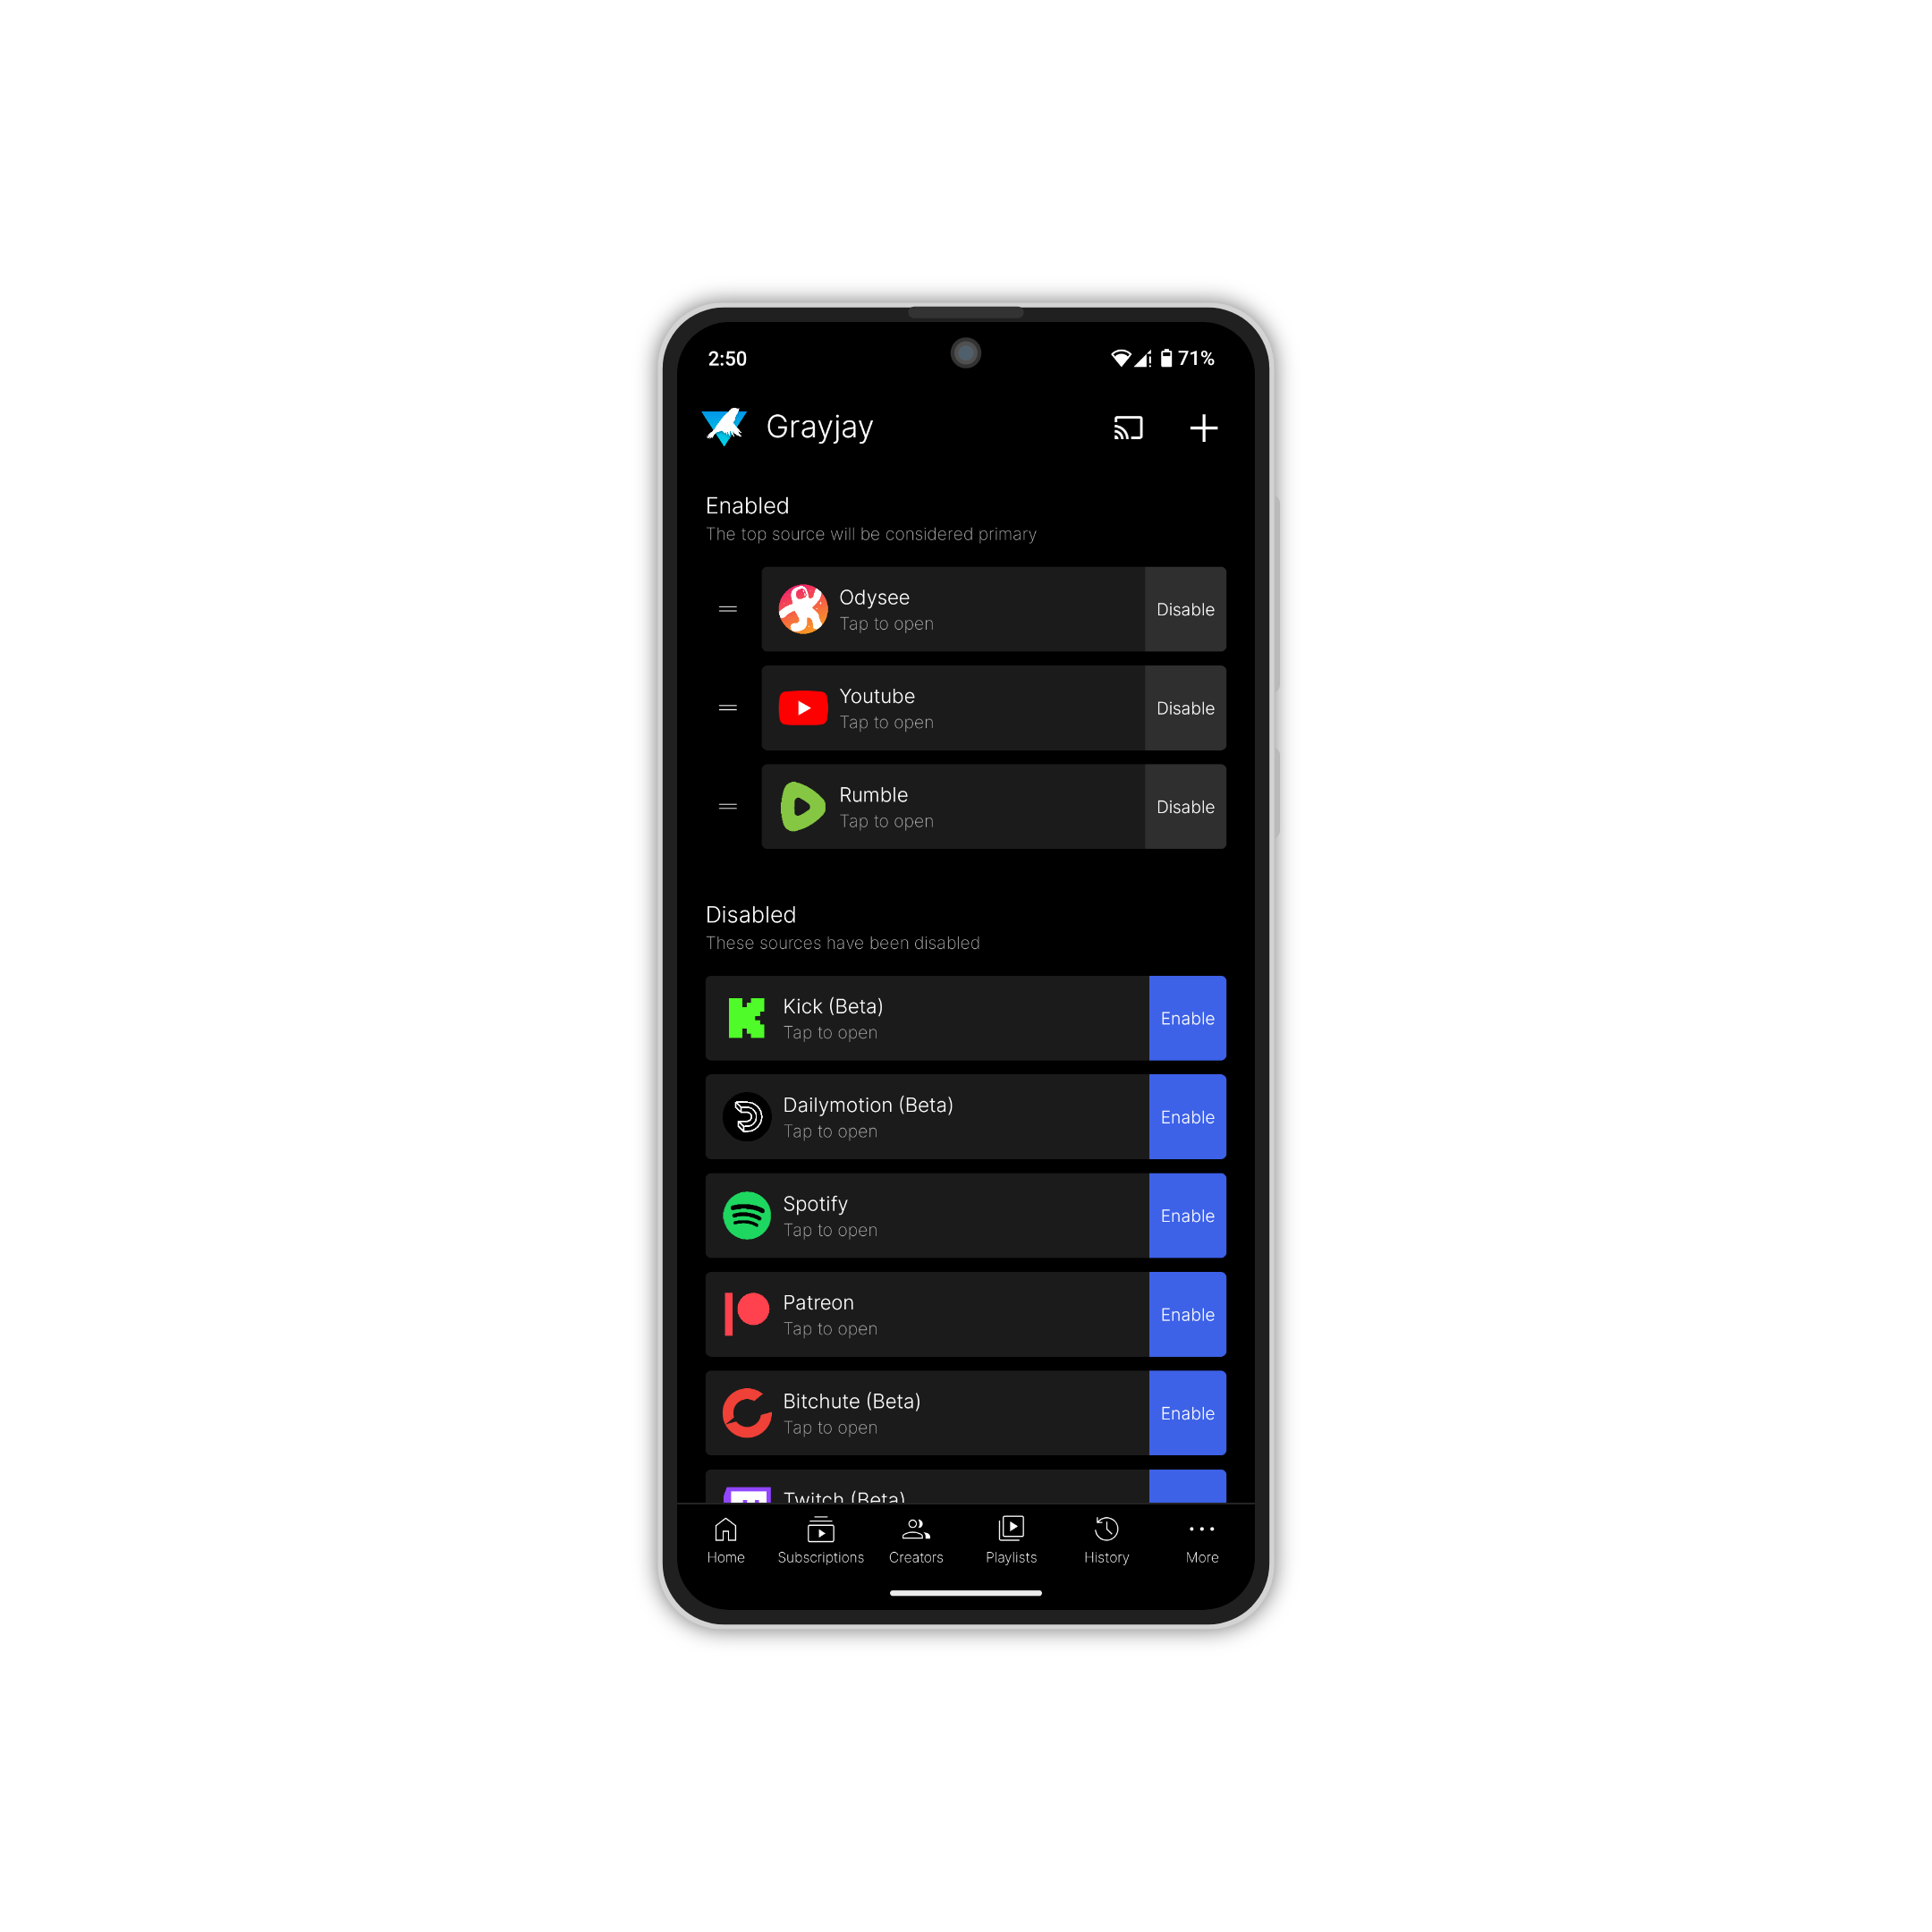 2:50
71%
Grayjay
Enabled
The top source will be considered primary
Odysee
Tap to open
Disable
Youtube
Tap to open
Disable
Rumble
Tap to open
Disable
Disabled
These sources have been disabled
Kick (Beta)
Tap to open
Enable
Dailymotion (Beta)
Tap to open
Enable
Spotify
Tap to open
Enable
Patreon
Tap to open
Enable
Bitchute (Beta)
Tap to open
Enable
Twitch (Beta)
Home
Subscriptions
Creators
Playlists
History
More